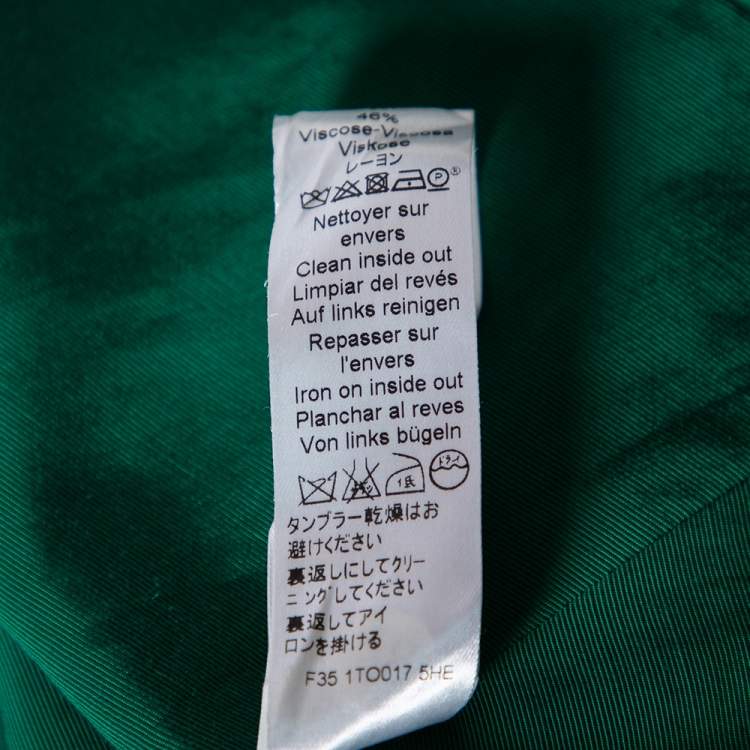 46%
Viscose-Viscosa
Viskose
レーヨン
P ®
Nettoyer sur
envers
Clean inside out
Limpiar del revés
Auf links reinigen
Repasser sur
l'envers
Iron on inside out
Planchar al reves
Von links bügeln
低 ドライ
タンブラー乾燥はお
避けください
裏返しにしてクリー
ニングしてください
裏返してアイ
ロンを掛ける
F35 1TO017 5HE